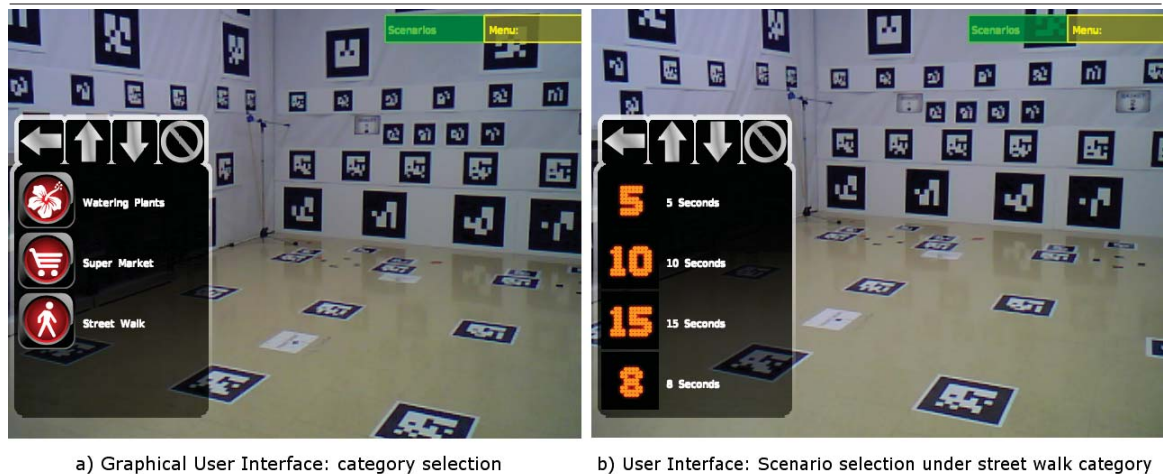 Scenarios Menu:
Watering Plants
Super Market
Street Walk
a) Graphical User Interface: category selection
Scenarios Menu:
5 5 Seconds
10 10 Seconds
15 15 Seconds
8 8 Seconds
b) User Interface: Scenario selection under street walk category